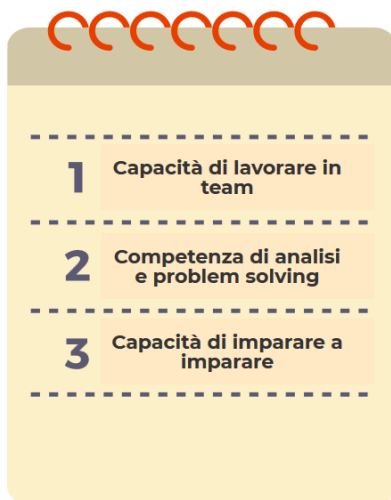 1
Capacità di lavorare in
team
2
Competenza di analisi
e problem solving
3
Capacità di imparare a
imparare